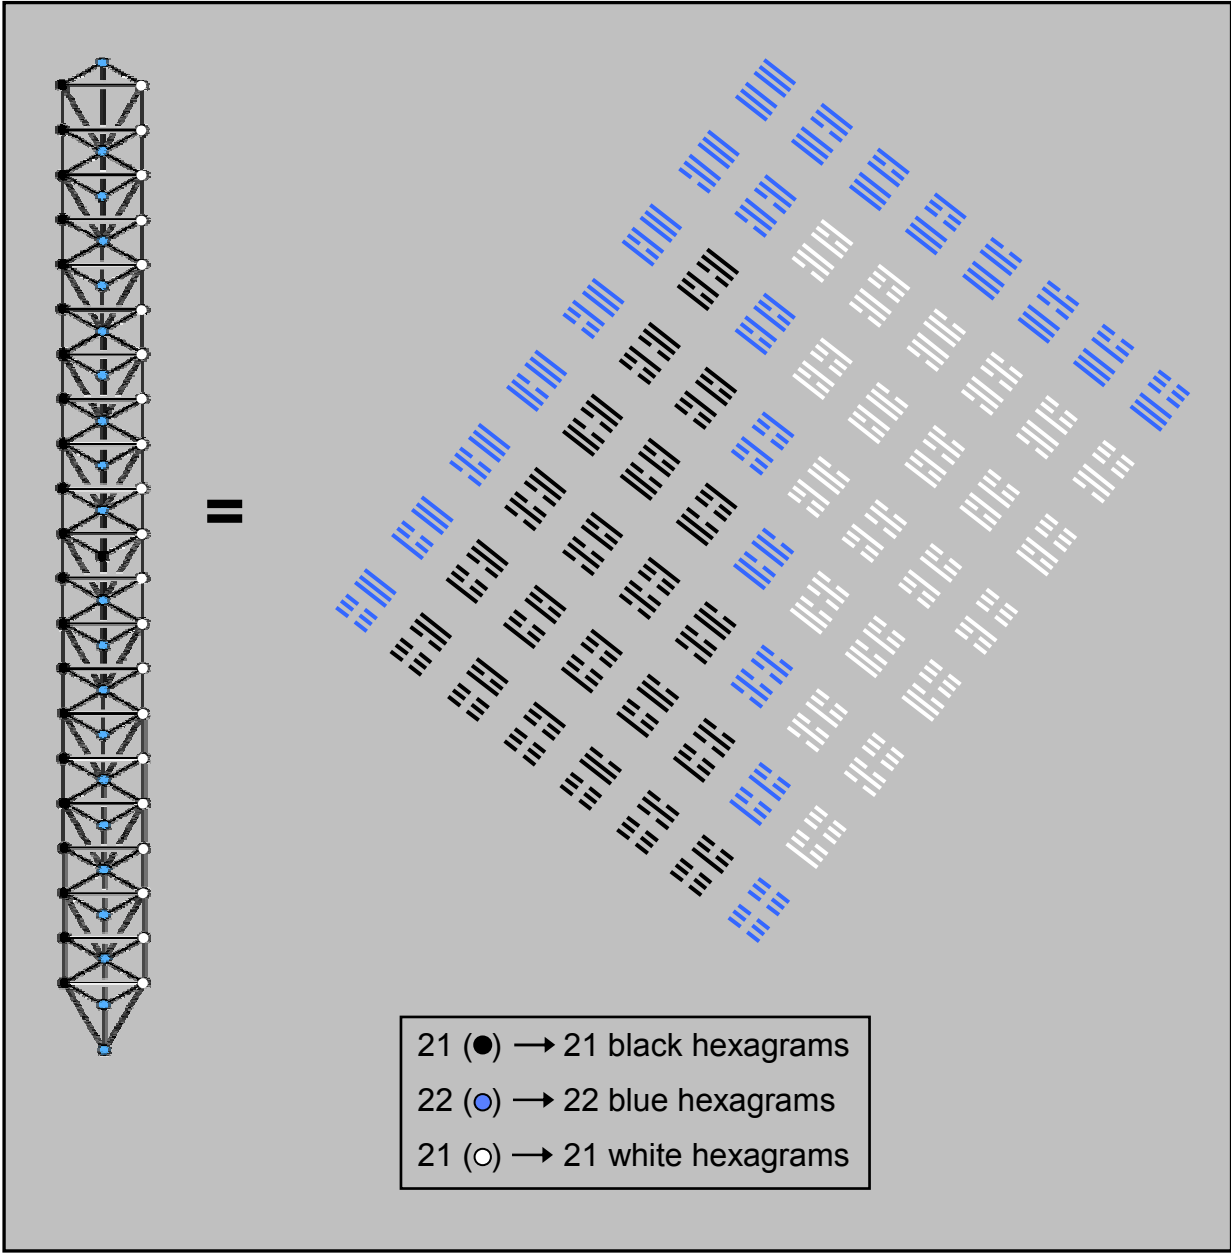 =
21 (●) → 21 black hexagrams
22 (●) → 22 blue hexagrams
21 (○) → 21 white hexagrams